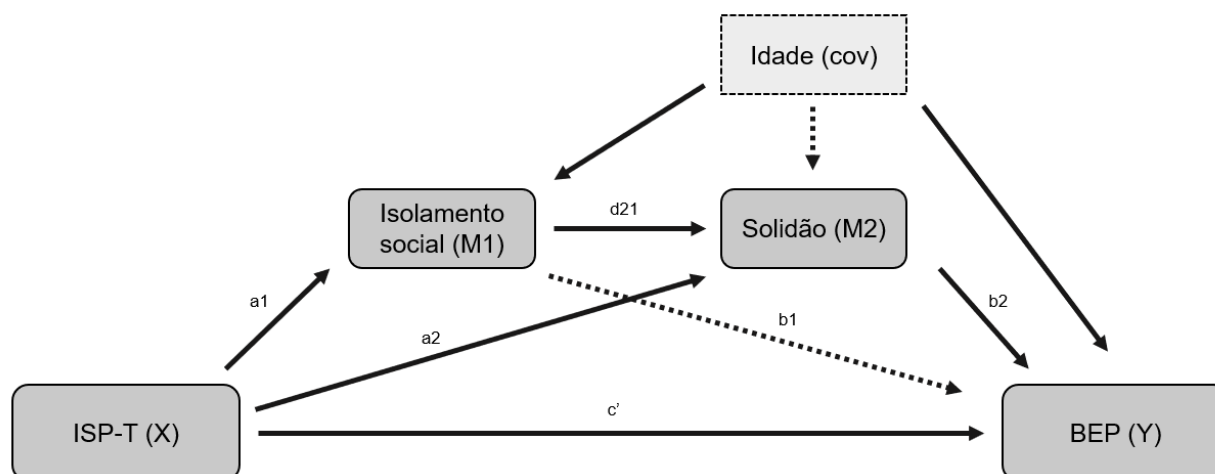 Idade (cov)
Isolamento
social (M1)
d21
Solidão (M2)
a1
a2
b1
b2
ISP-T (X)
c’
BEP (Y)